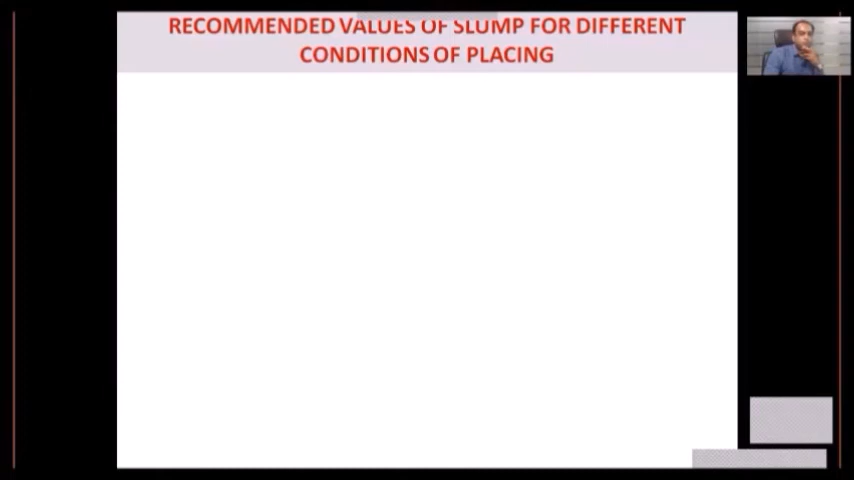 RECOMMENDED VALUES OF SLUMP FOR DIFFERENT
CONDITIONS OF PLACING